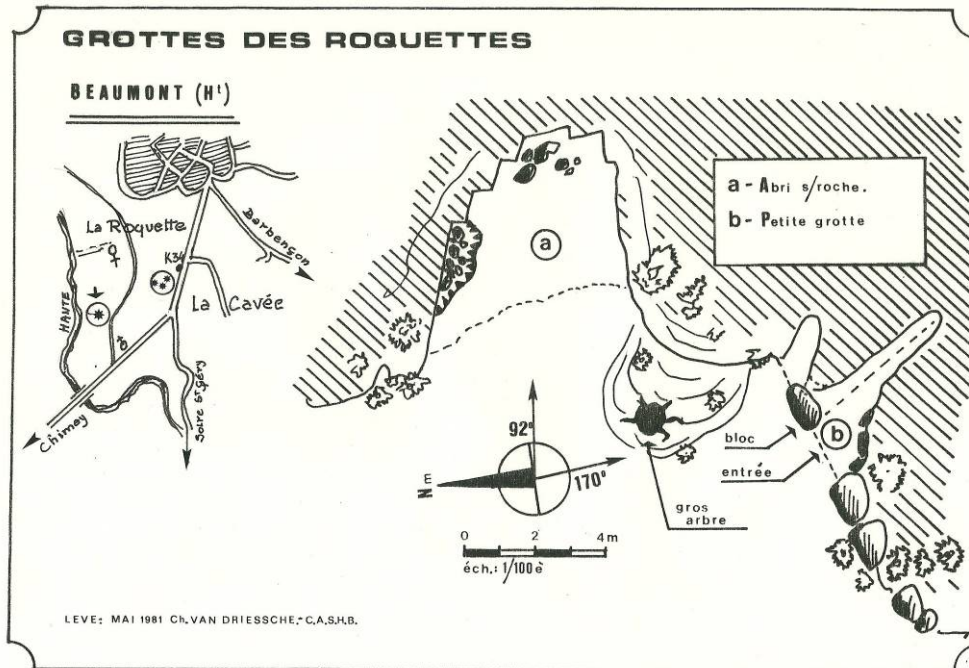 GROTTES DES ROQUETTES
BEAUMONT (Ht)
La Roquette
Barbençon
K34
La Cavée
HANTE
Chimay
Solre St Géry
a - Abri s/roche.
b - Petite grotte
a
b
bloc
entrée
gros
arbre
92°
170°
N m
0 2 4m
éch.: 1/100è
LEVE: MAI 1981 Ch. VAN DRIESSCHE.- C.A.S.H.B.